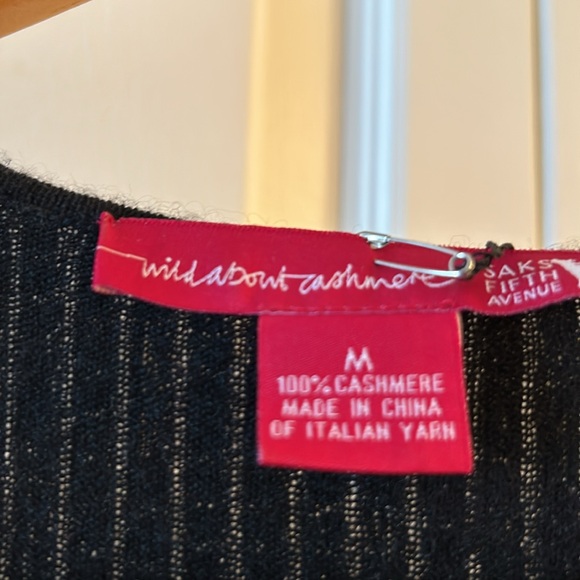 wild about cashmere
SAKS
FIFTH
AVENUE
M
100% CASHMERE
MADE IN CHINA
OF ITALIAN YARN